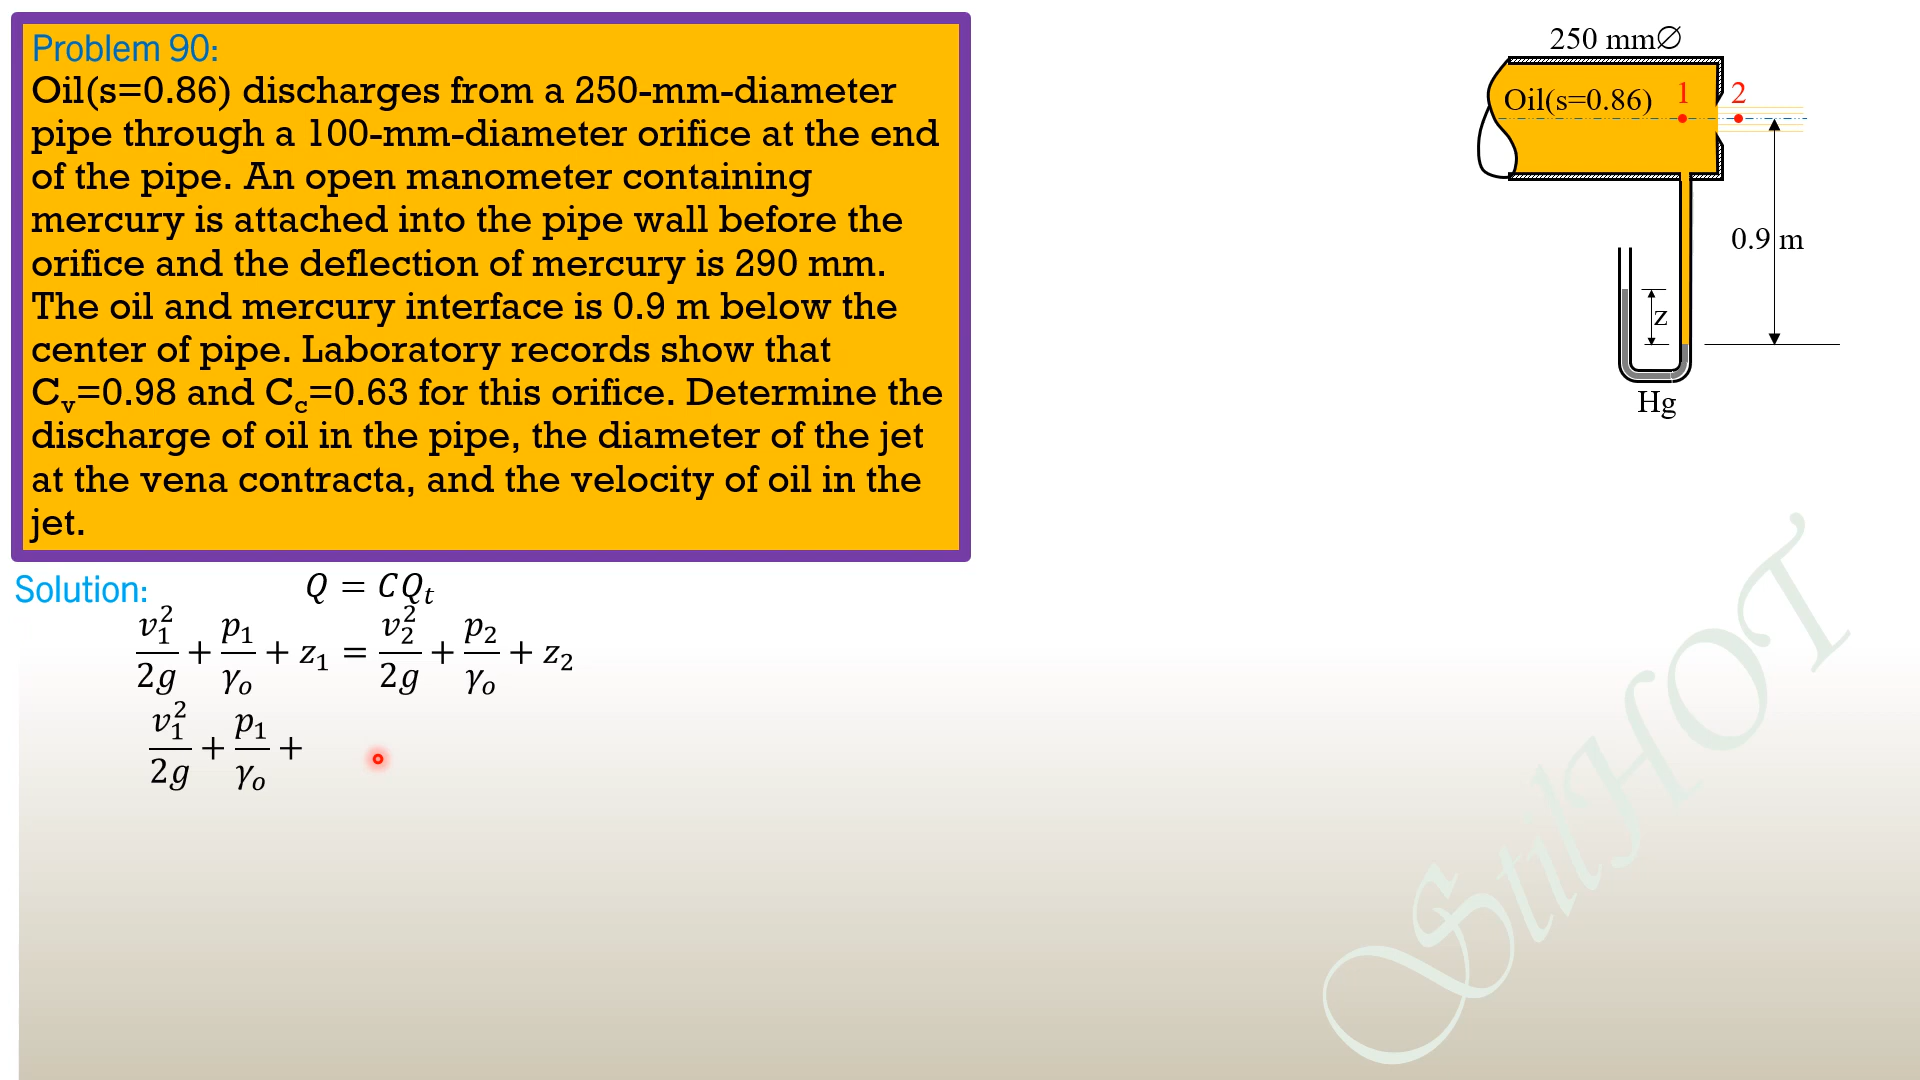 Problem 90:
Oil(s=0.86) discharges from a 250-mm-diameter
pipe through a 100-mm-diameter orifice at the end
of the pipe. An open manometer containing
mercury is attached into the pipe wall before the
orifice and the deflection of mercury is 290 mm.
The oil and mercury interface is 0.9 m below the
center of pipe. Laboratory records show that
Cᵥ=0.98 and C꜀=0.63 for this orifice. Determine the
discharge of oil in the pipe, the diameter of the jet
at the vena contracta, and the velocity of oil in the
jet.
250 mm∅
Oil(s=0.86) 1 2
0.9 m
z
Hg
Solution: Q = CQₜ
v₁²/2g + p₁/γₒ + z₁ = v₂²/2g + p₂/γₒ + z₂
v₁²/2g + p₁/γₒ +
StilHOT